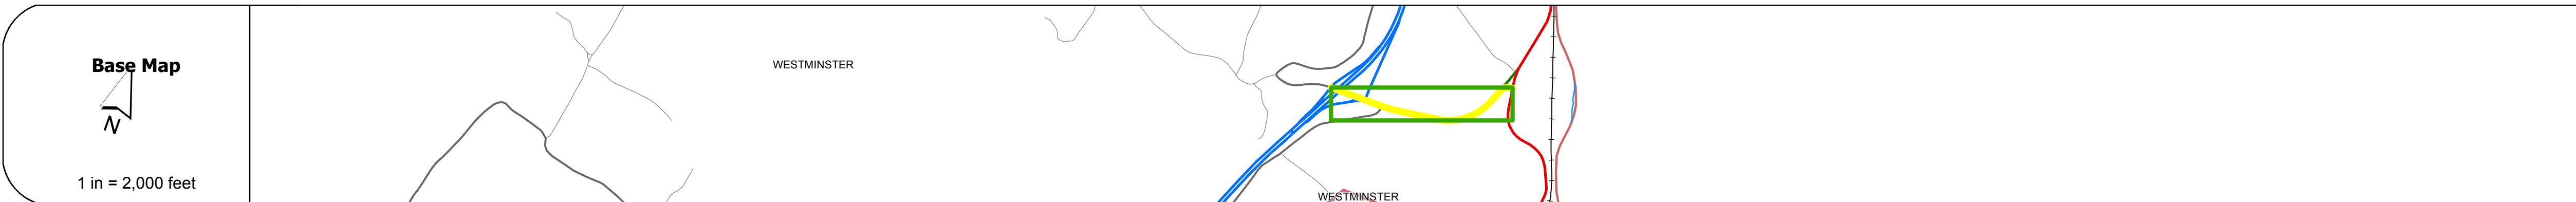 Base Map
N
1 in = 2,000 feet
WESTMINSTER
WESTMINSTER